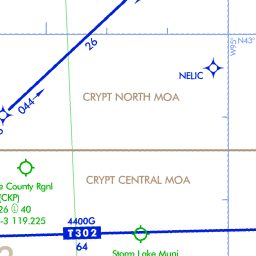 N43°
W95°
26
NELIC
044
CRYPT NORTH MOA
e County Rgnl
(CKP)
26 40
-3 119.225
CRYPT CENTRAL MOA
4400G
T302
64
Storm Lake Muni